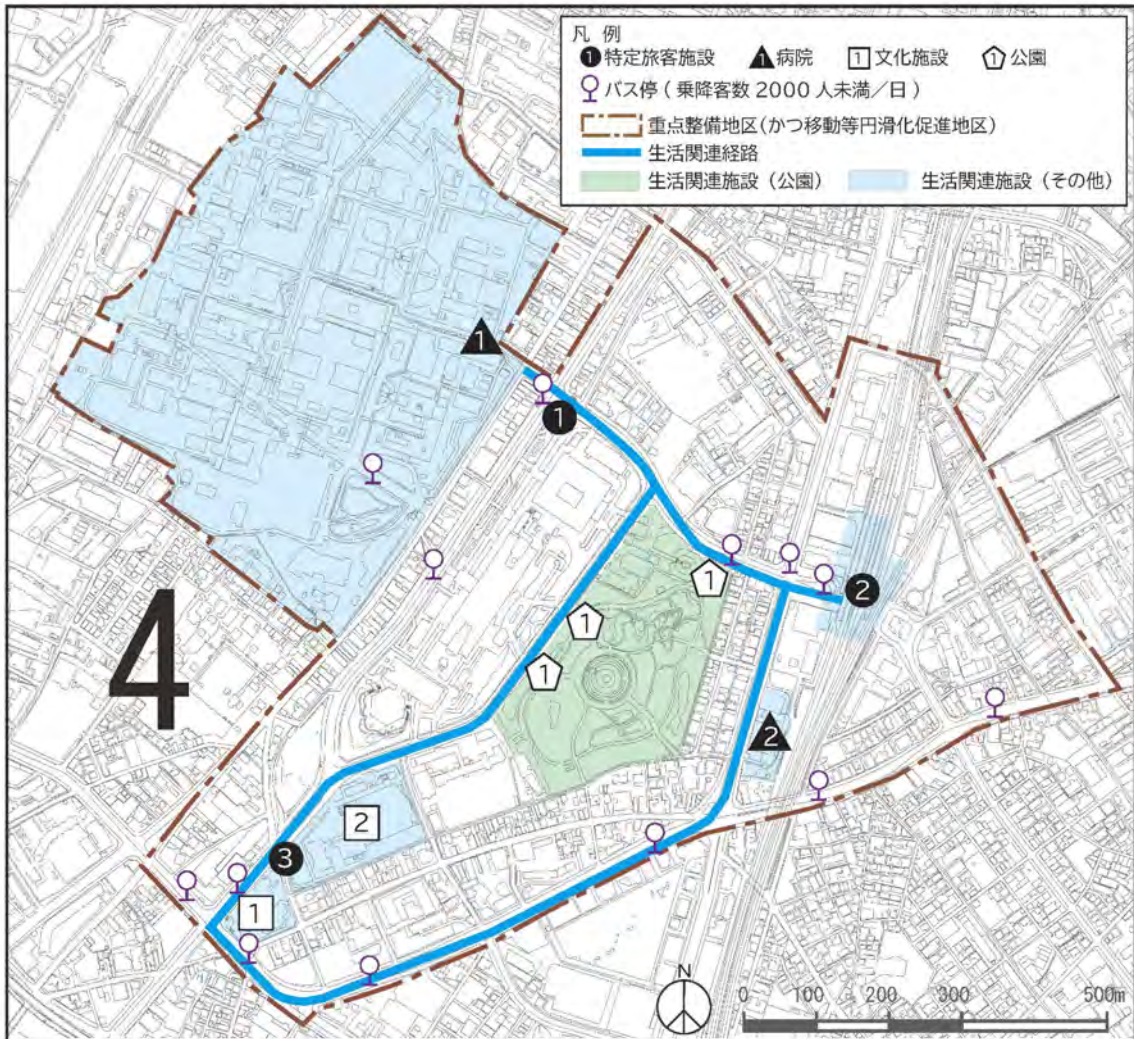 凡 例
❶特定旅客施設 ▲1病院 1文化施設 1公園
バス停 ( 乗降客数 2000 人未満／日 )
重点整備地区(かつ移動等円滑化促進地区)
生活関連経路
生活関連施設（公園） 生活関連施設（その他）
1
1
1
2
1
1
4
2
2
3
1
N
0 100 200 300 500m